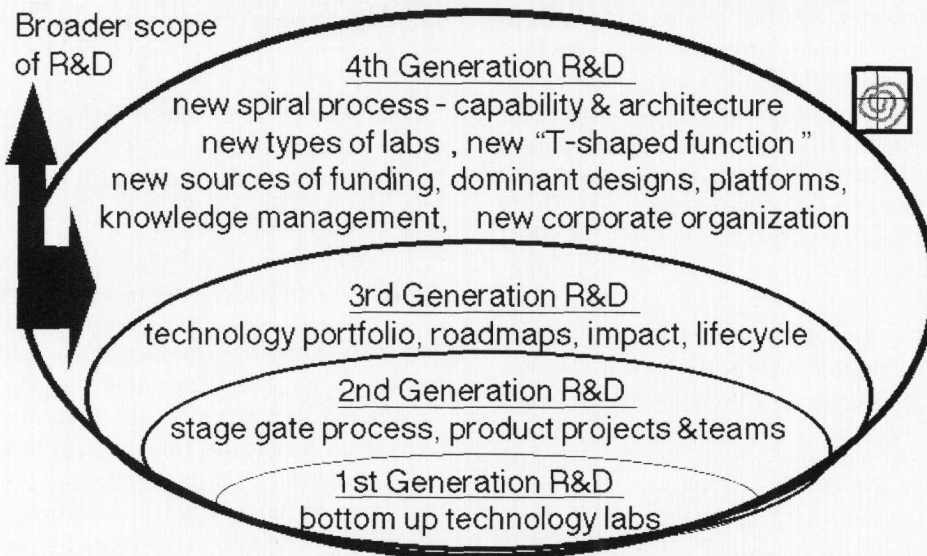 Broader scope
of R&D
4th Generation R&D
new spiral process - capability & architecture
new types of labs , new “T-shaped function”
new sources of funding, dominant designs, platforms,
knowledge management, new corporate organization
3rd Generation R&D
technology portfolio, roadmaps, impact, lifecycle
2nd Generation R&D
stage gate process, product projects &teams
1st Generation R&D
bottom up technology labs